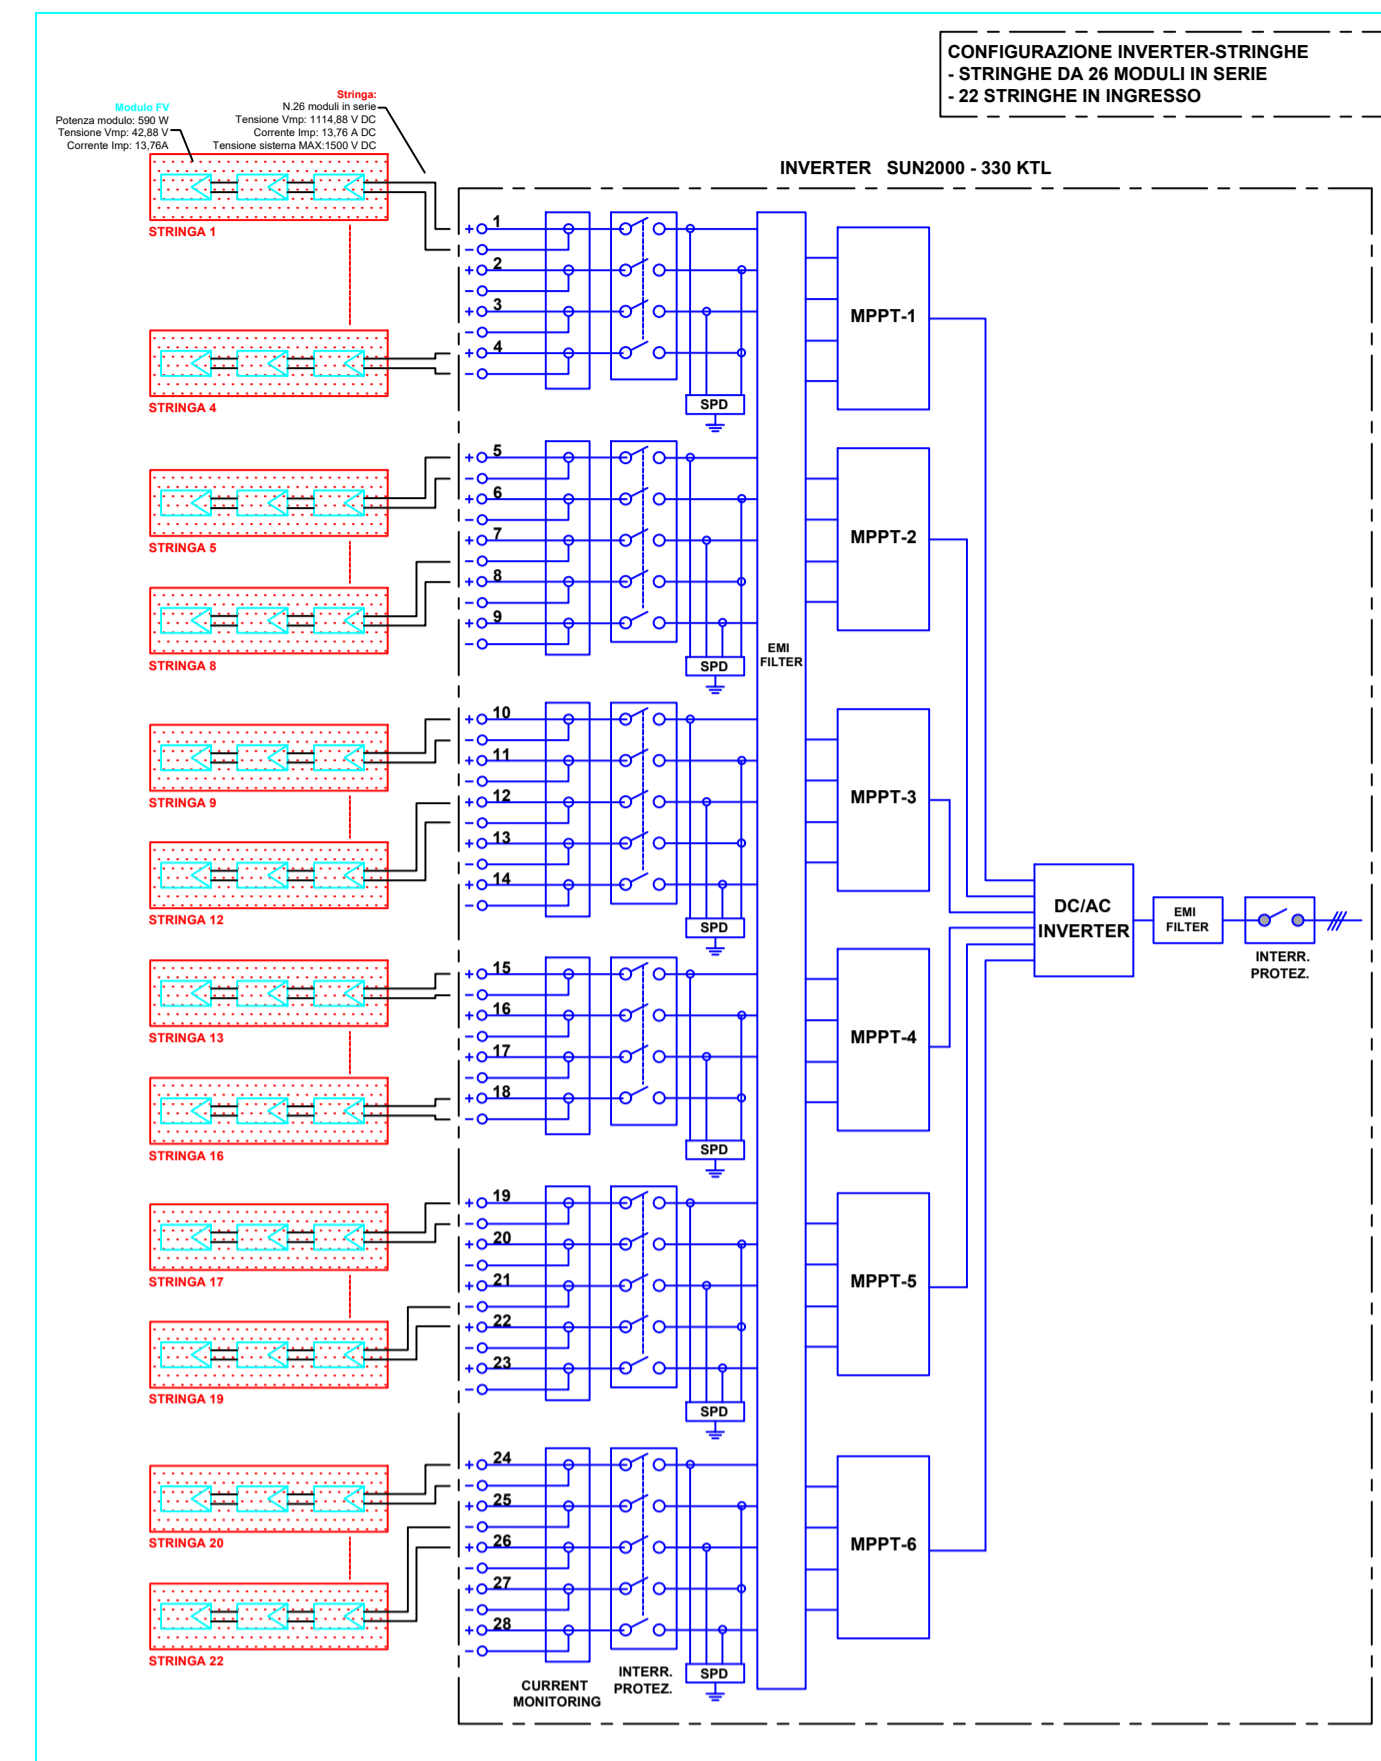 CONFIGURAZIONE INVERTER-STRINGHE
- STRINGHE DA 26 MODULI IN SERIE
- 22 STRINGHE IN INGRESSO
Modulo FV
Potenza modulo: 590 W
Tensione Vmp: 42,88 V
Corrente Imp: 13,76A
Stringa:
N.26 moduli in serie
Tensione Vmp: 1114,88 V DC
Corrente Imp: 13,76 A DC
Tensione sistema MAX:1500 V DC
INVERTER SUN2000 - 330 KTL
STRINGA 1
STRINGA 4
STRINGA 5
STRINGA 8
STRINGA 9
STRINGA 12
STRINGA 13
STRINGA 16
STRINGA 17
STRINGA 19
STRINGA 20
STRINGA 22
+ 1
-
+ 2
-
+ 3
-
+ 4
-
SPD
+ 5
-
+ 6
-
+ 7
-
+ 8
-
+ 9
-
SPD
+ 10
-
+ 11
-
+ 12
-
+ 13
-
+ 14
-
SPD
+ 15
-
+ 16
-
+ 17
-
+ 18
-
SPD
+ 19
-
+ 20
-
+ 21
-
+ 22
-
+ 23
-
SPD
+ 24
-
+ 25
-
+ 26
-
+ 27
-
+ 28
-
SPD
CURRENT
MONITORING
INTERR.
PROTEZ.
EMI
FILTER
MPPT-1
MPPT-2
MPPT-3
MPPT-4
MPPT-5
MPPT-6
DC/AC
INVERTER
EMI
FILTER
INTERR.
PROTEZ.